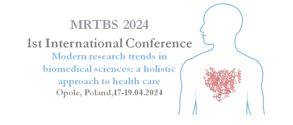 MRTBS 2024
1st International Conference
Modern research trends in
biomedical sciences: a holistic
approach to health care
Opole, Poland,17-19.04.2024